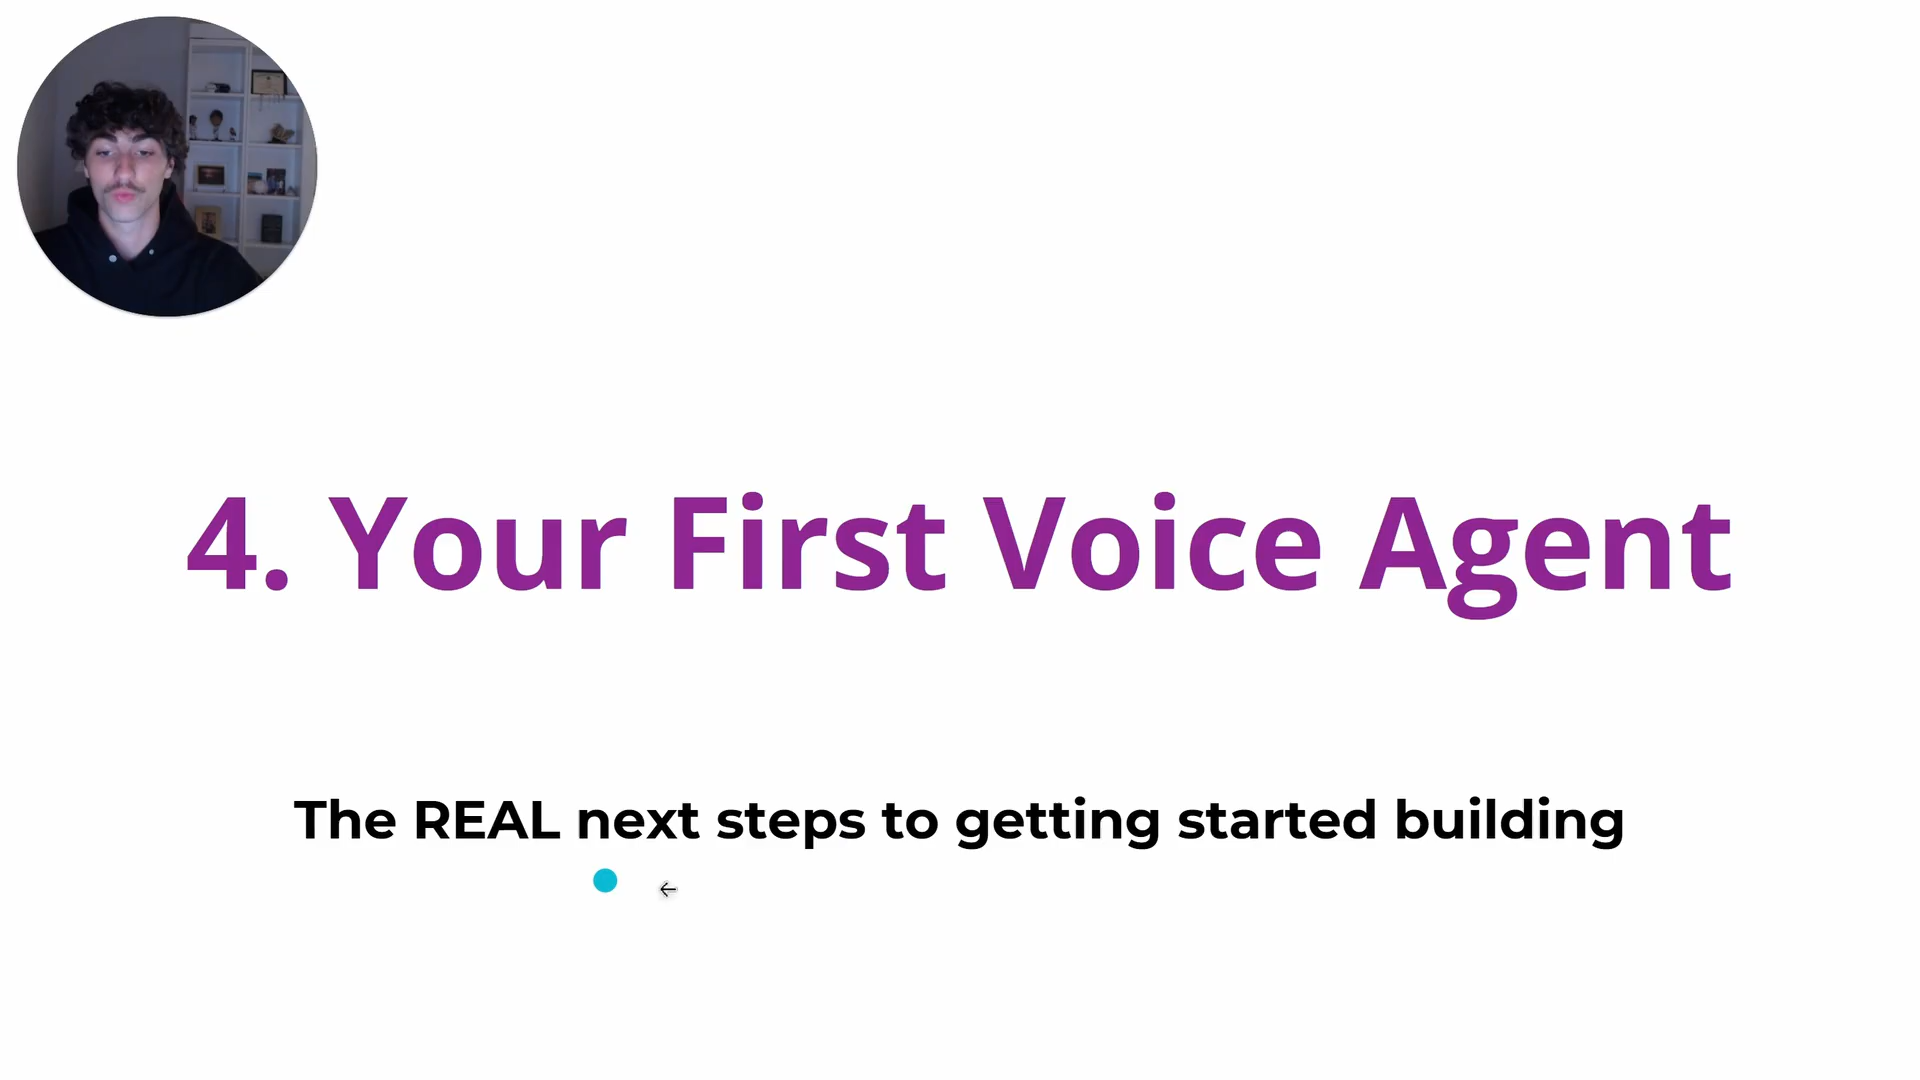 4. Your First Voice Agent
The REAL next steps to getting started building